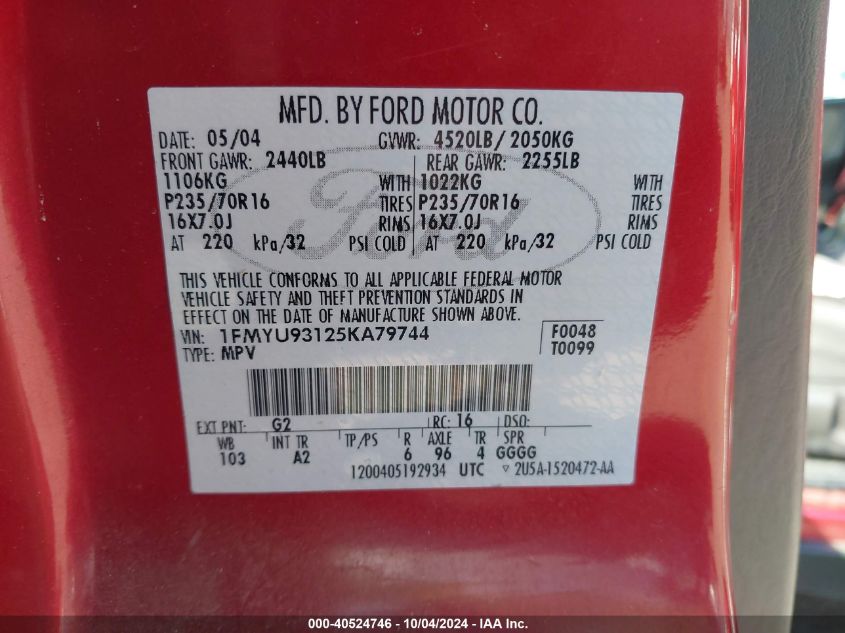 MFD. BY FORD MOTOR CO.
DATE: 05/04 GVWR: 4520LB/ 2050KG
FRONT GAWR: 2440LB REAR GAWR: 2255LB
1106KG WITH 1022KG WITH
P235/70R16 TIRES P235/70R16 TIRES
16X7.0J RIMS 16X7.0J RIMS
AT 220 kPa/32 PSI COLD AT 220 kPa/32 PSI COLD
Ford
THIS VEHICLE CONFORMS TO ALL APPLICABLE FEDERAL MOTOR
VEHICLE SAFETY AND THEFT PREVENTION STANDARDS IN
EFFECT ON THE DATE OF MANUFACTURE SHOWN ABOVE.
VIN: 1FMYU93125KA79744 F0048
TYPE: MPV T0099
EXT PNT: G2 RC: 16 DSO:
WB INT TR TP/PS R AXLE TR SPR
103 A2 6 96 4 GGGG
1200405192934 UTC ▿ 2U5A-1520472-AA
000-40524746 - 10/04/2024 - IAA Inc.